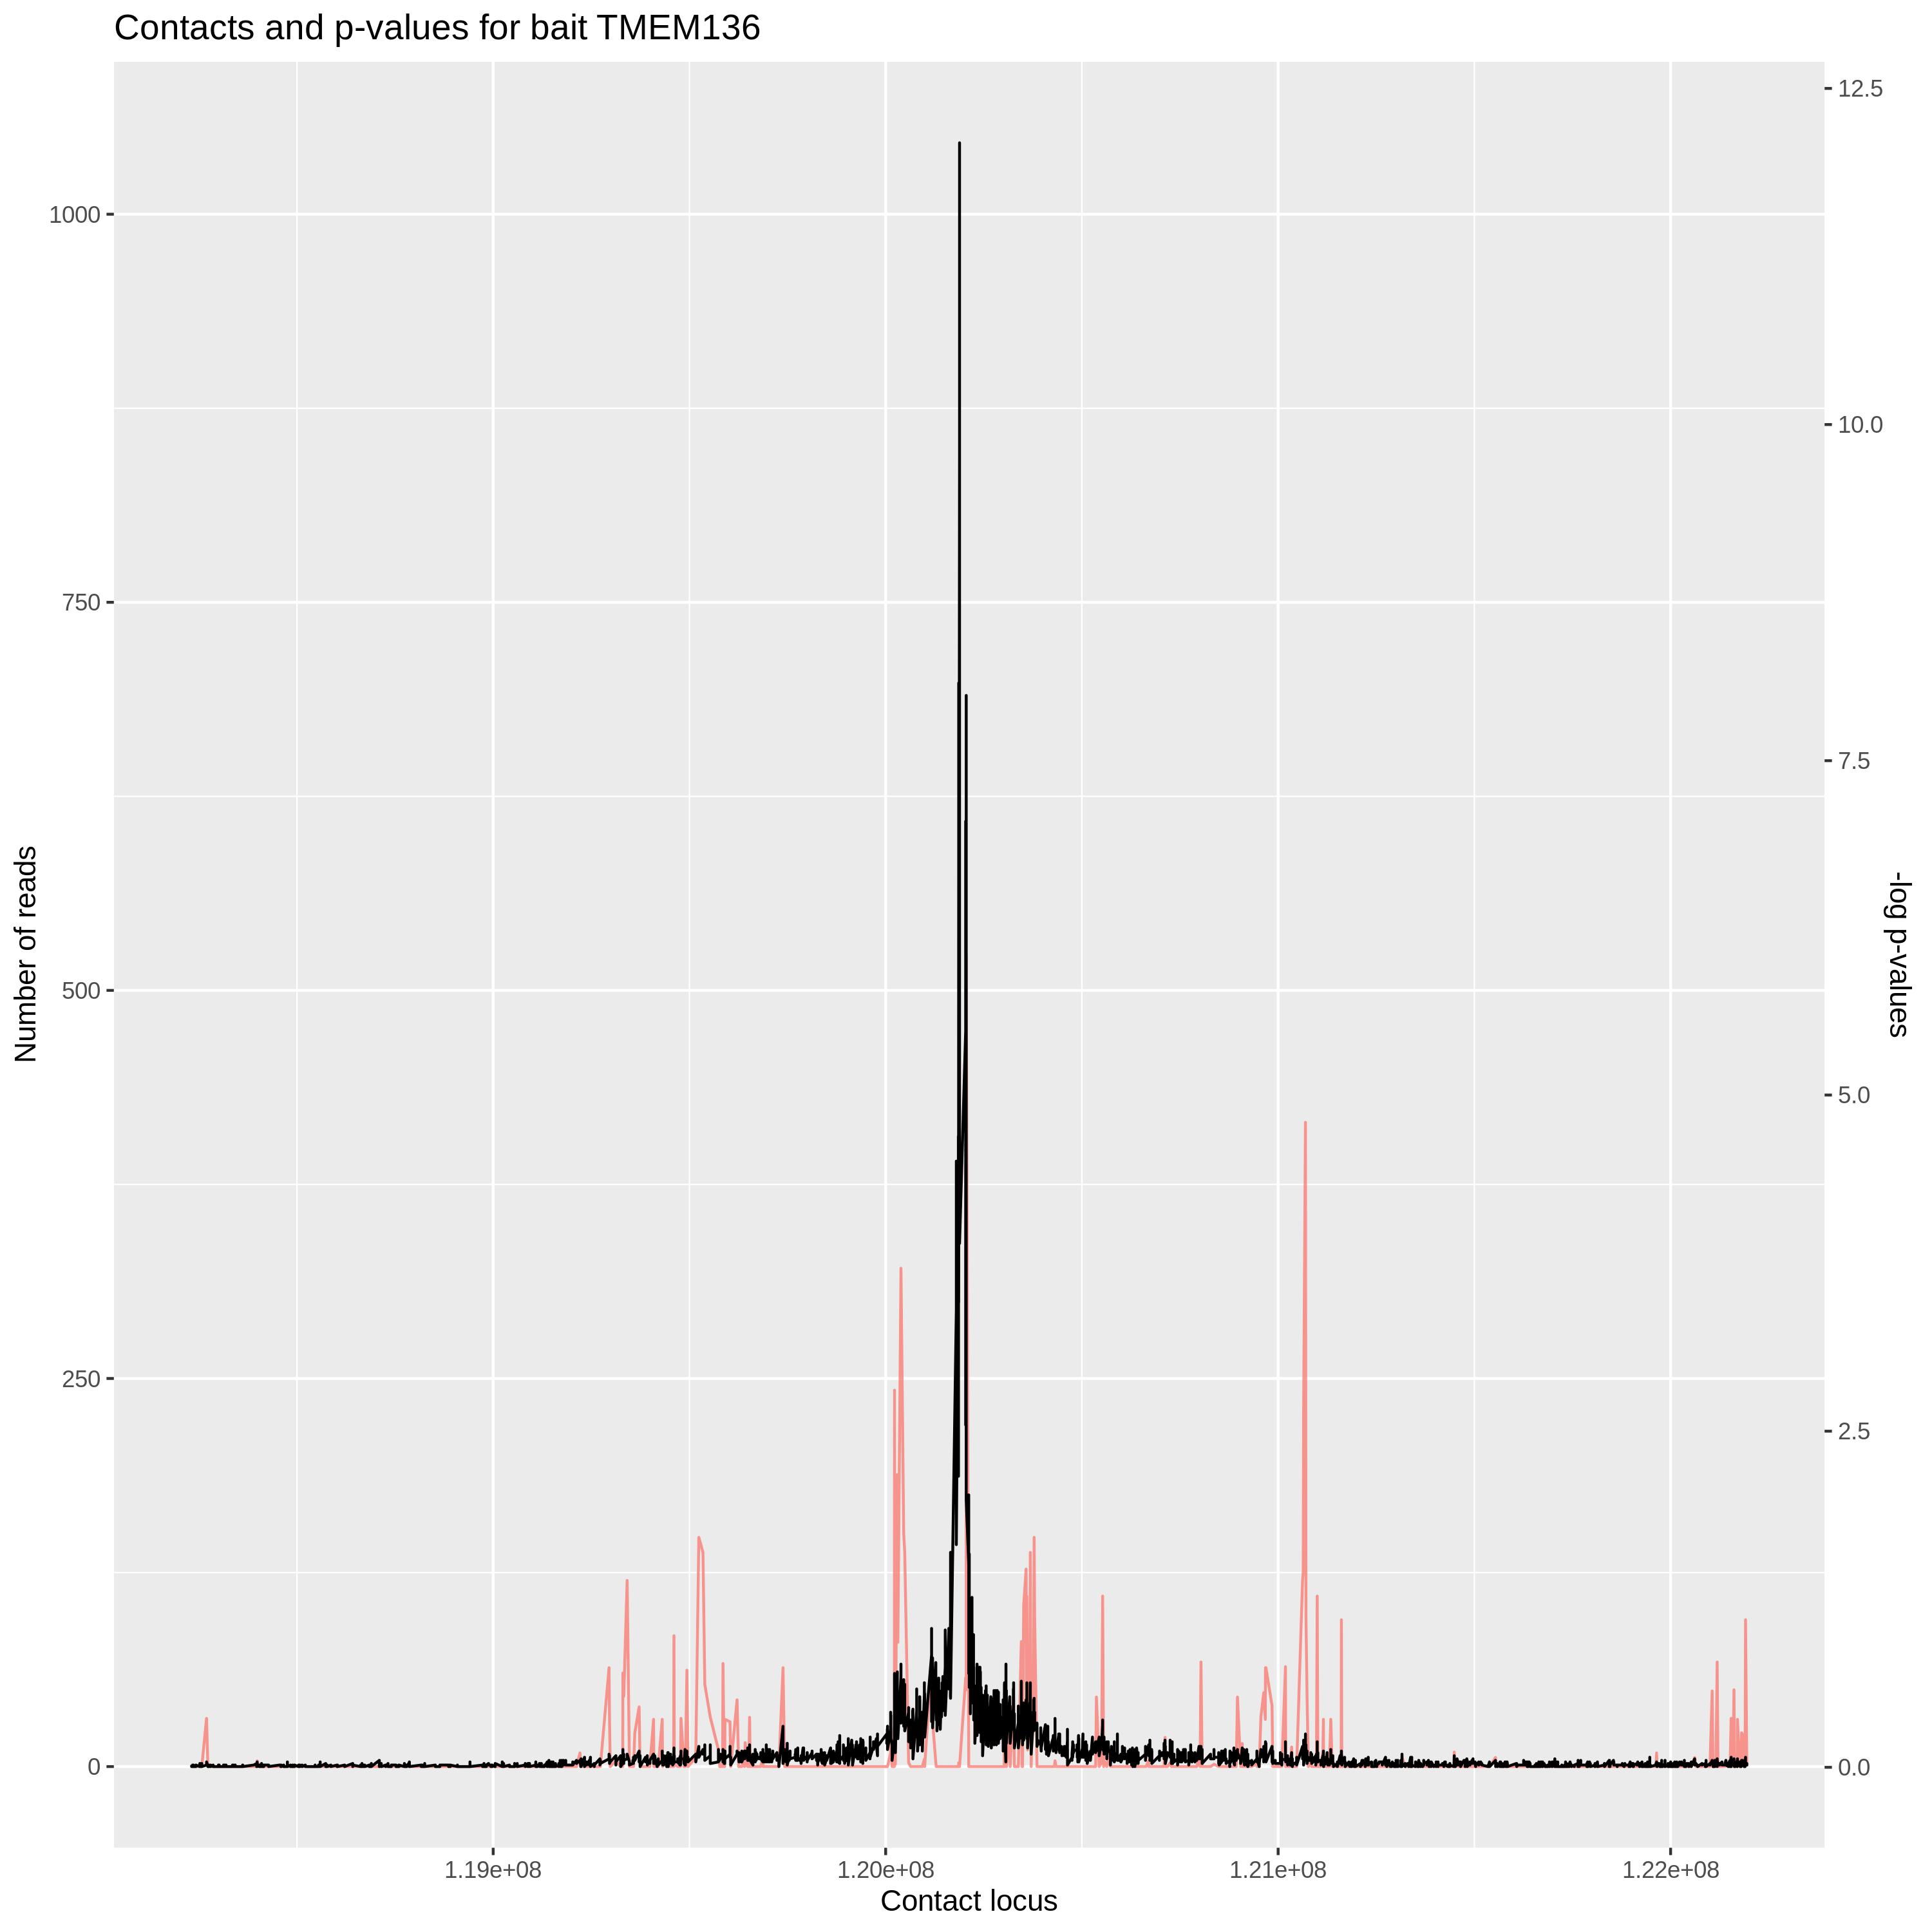 Contacts and p-values for bait TMEM136
Number of reads
1000
750
500
250
0
12.5
10.0
7.5
5.0
2.5
0.0
-log p-values
1.19e+08
1.20e+08
1.21e+08
1.22e+08
Contact locus